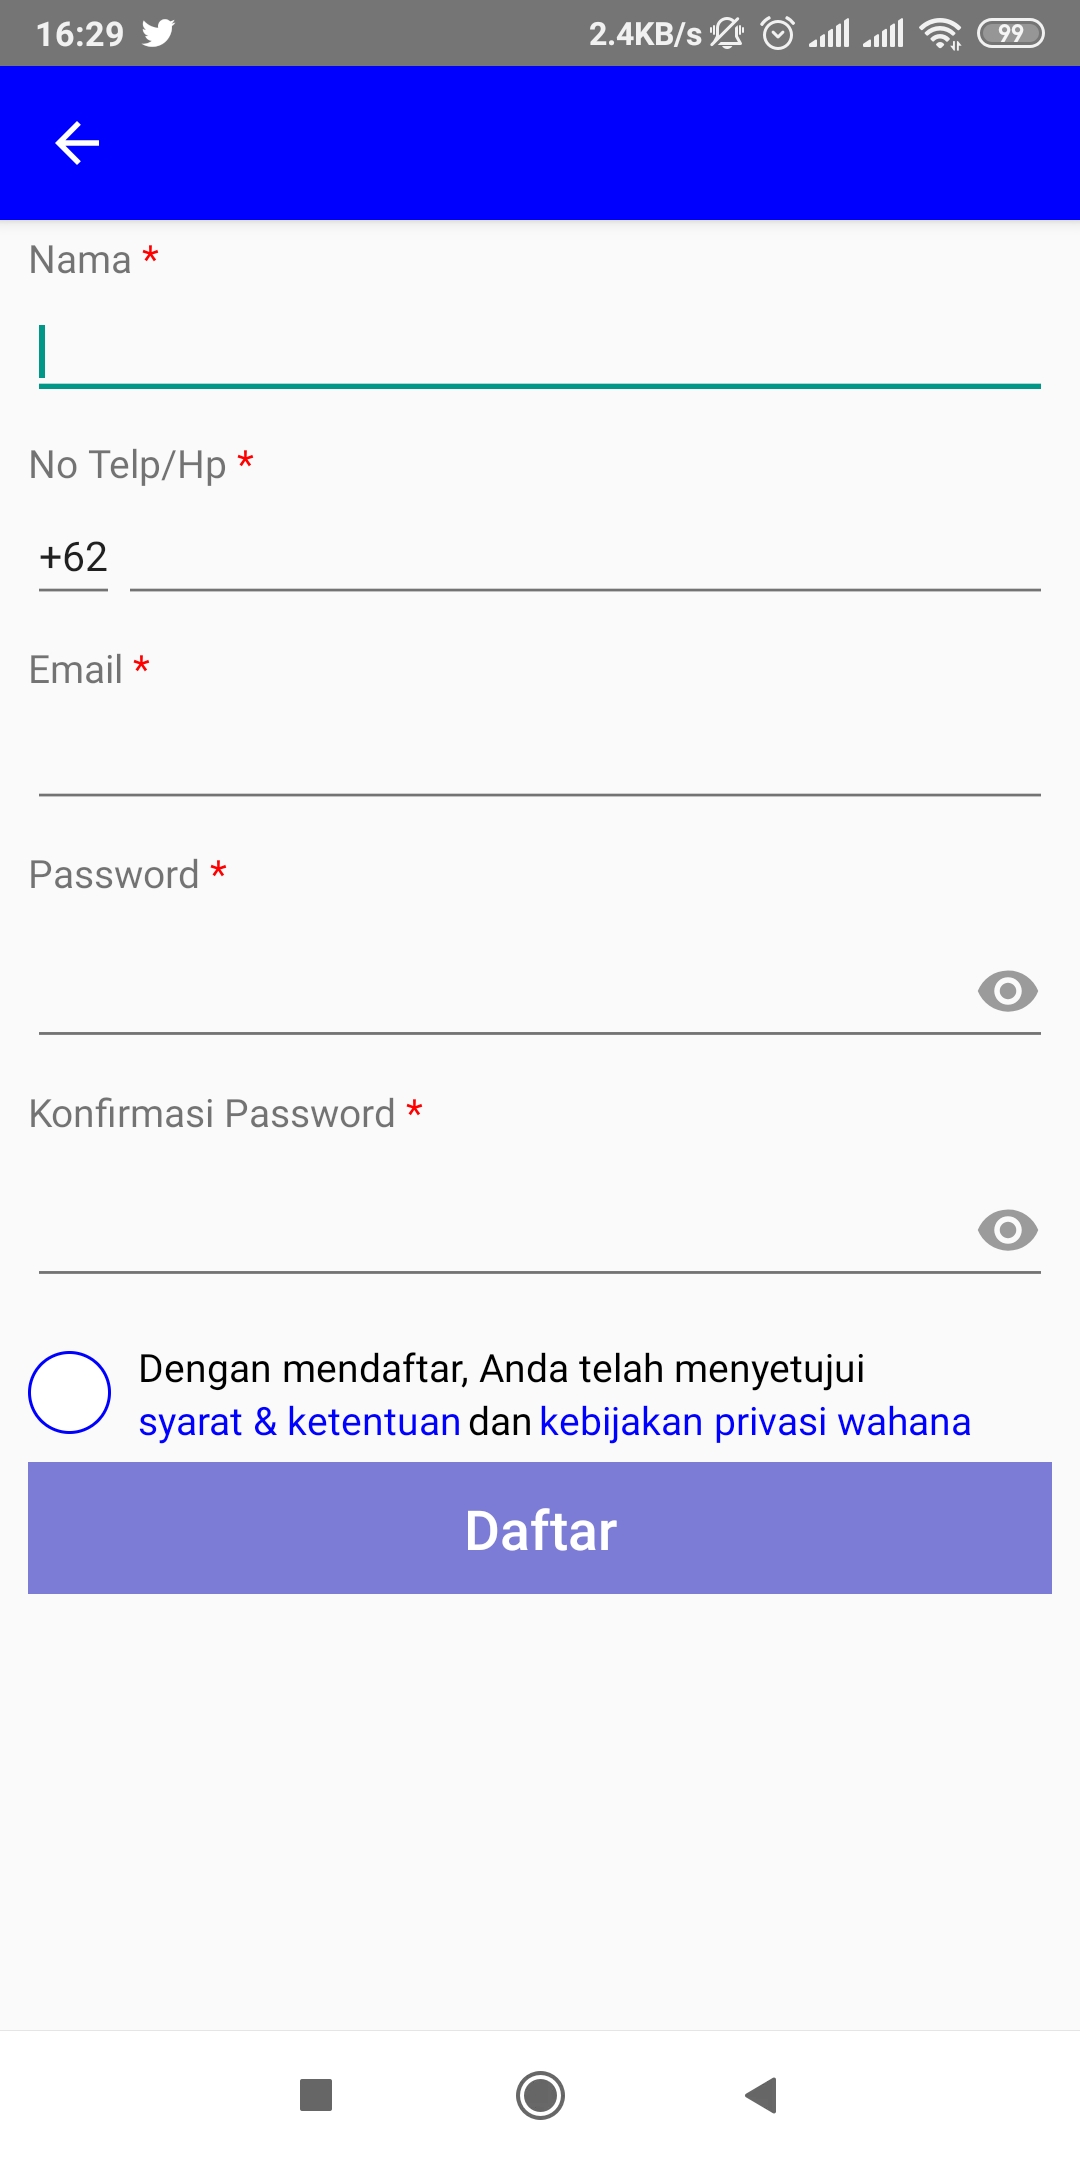 16:29 2.4KB/s 99
Nama *
No Telp/Hp *
+62
Email *
Password *
Konfirmasi Password *
Dengan mendaftar, Anda telah menyetujui
syarat & ketentuan dan kebijakan privasi wahana
Daftar